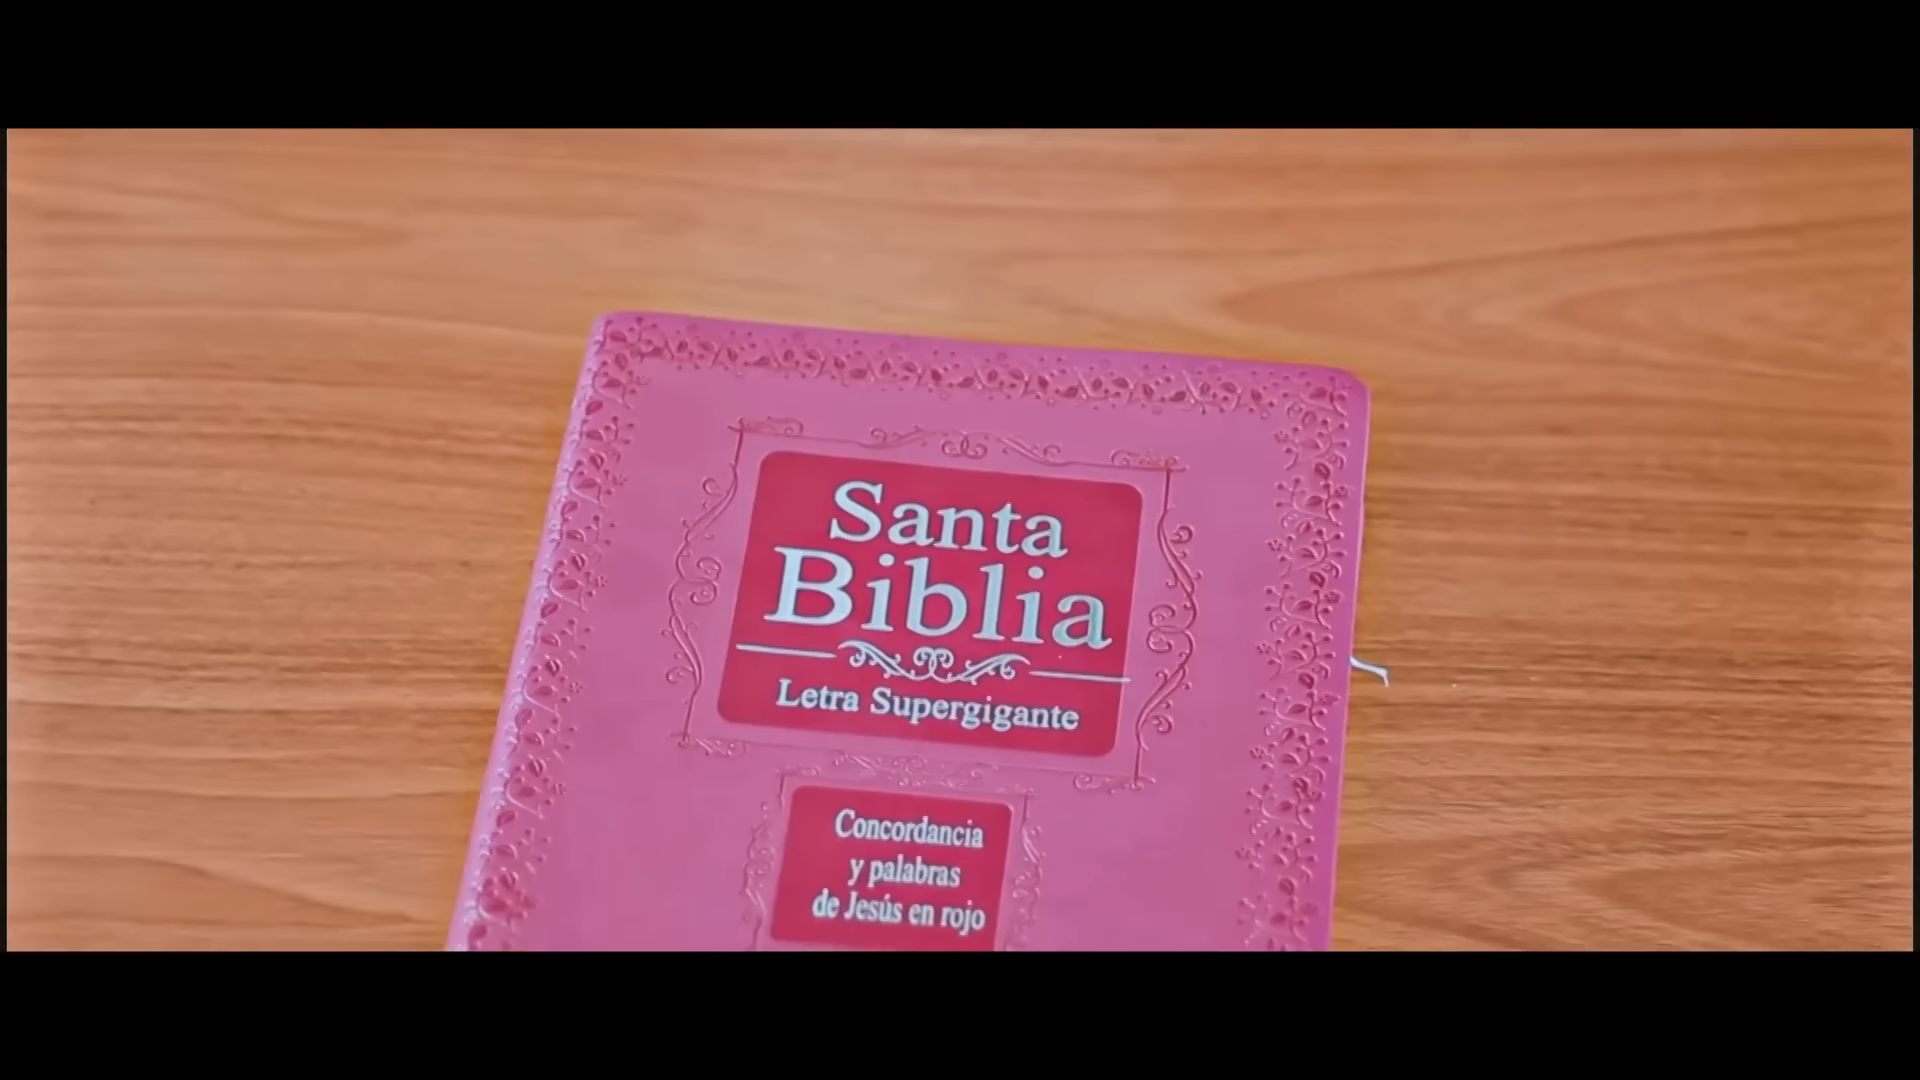 Santa
Biblia
Letra Supergigante
Concordancia
y palabras
de Jesús en rojo